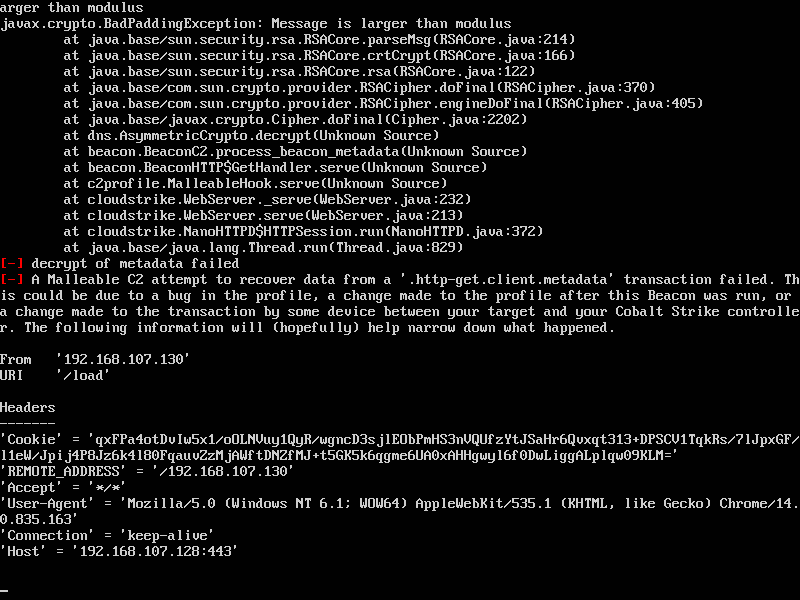 arger than modulus
javax.crypto.BadPaddingException: Message is larger than modulus
at java.base/sun.security.rsa.RSACore.parseMsg(RSACore.java:214)
at java.base/sun.security.rsa.RSACore.crtCrypt(RSACore.java:166)
at java.base/sun.security.rsa.RSACore.rsa(RSACore.java:122)
at java.base/com.sun.crypto.provider.RSACipher.doFinal(RSACipher.java:370)
at java.base/com.sun.crypto.provider.RSACipher.engineDoFinal(RSACipher.java:405)
at java.base/javax.crypto.Cipher.doFinal(Cipher.java:2202)
at dns.AsymmetricCrypto.decrypt(Unknown Source)
at beacon.BeaconC2.process_beacon_metadata(Unknown Source)
at beacon.BeaconHTTP$GetHandler.serve(Unknown Source)
at c2profile.MalleableHook.serve(Unknown Source)
at cloudstrike.WebServer._serve(WebServer.java:232)
at cloudstrike.WebServer.serve(WebServer.java:213)
at cloudstrike.NanoHTTPD$HTTPSession.run(NanoHTTPD.java:372)
at java.base/java.lang.Thread.run(Thread.java:829)
[-] decrypt of metadata failed
[-] A Malleable C2 attempt to recover data from a '.http-get.client.metadata' transaction failed. Th
is could be due to a bug in the profile, a change made to the profile after this Beacon was run, or
a change made to the transaction by some device between your target and your Cobalt Strike controlle
r. The following information will (hopefully) help narrow down what happened.
From '192.168.107.130'
URI '/load'
Headers
-------
'Cookie' = 'qxFPa4otDvIw5x1/oOLNVuy1QyR/wgncD3sjlEObPmHS3nVQUfzYtJSaHr6Qvxqt313+DPSCV1TqkRs/7lJpxGF/
l1eW/Jpij4P8Jz6k4l80FqauvZzMjAWftDNZfMJ+t5GK5k6qgme6UA0xAHHgwyl6f0DwLiggALplqw09KLM='
'REMOTE_ADDRESS' = '/192.168.107.130'
'Accept' = '*/*'
'User-Agent' = 'Mozilla/5.0 (Windows NT 6.1; WOW64) AppleWebKit/535.1 (KHTML, like Gecko) Chrome/14.
0.835.163'
'Connection' = 'keep-alive'
'Host' = '192.168.107.128:443'
_